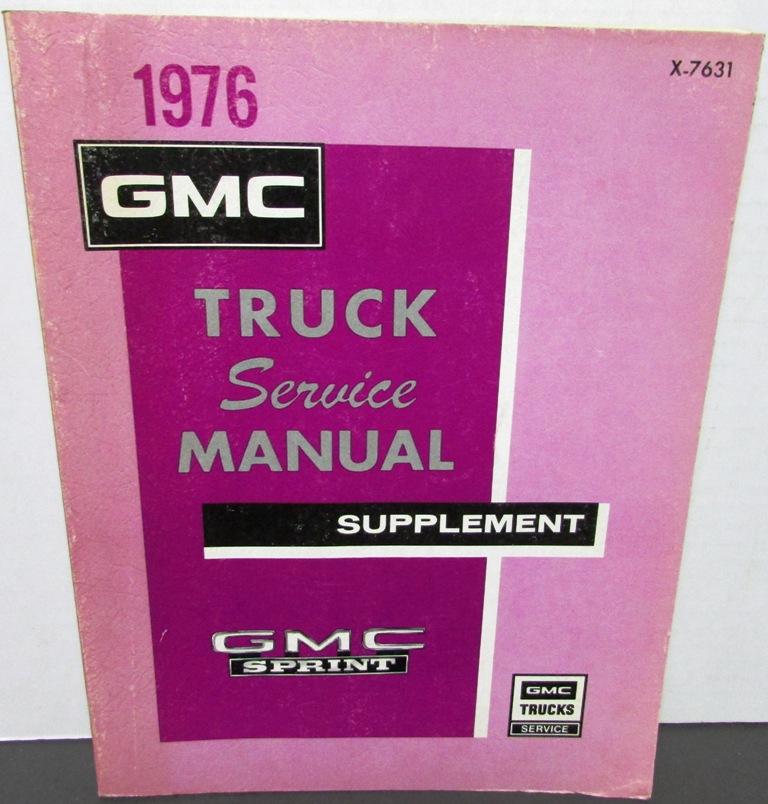 1976
X-7631
GMC
TRUCK
Service
MANUAL
SUPPLEMENT
GMC
SPRINT
GMC
TRUCKS
SERVICE